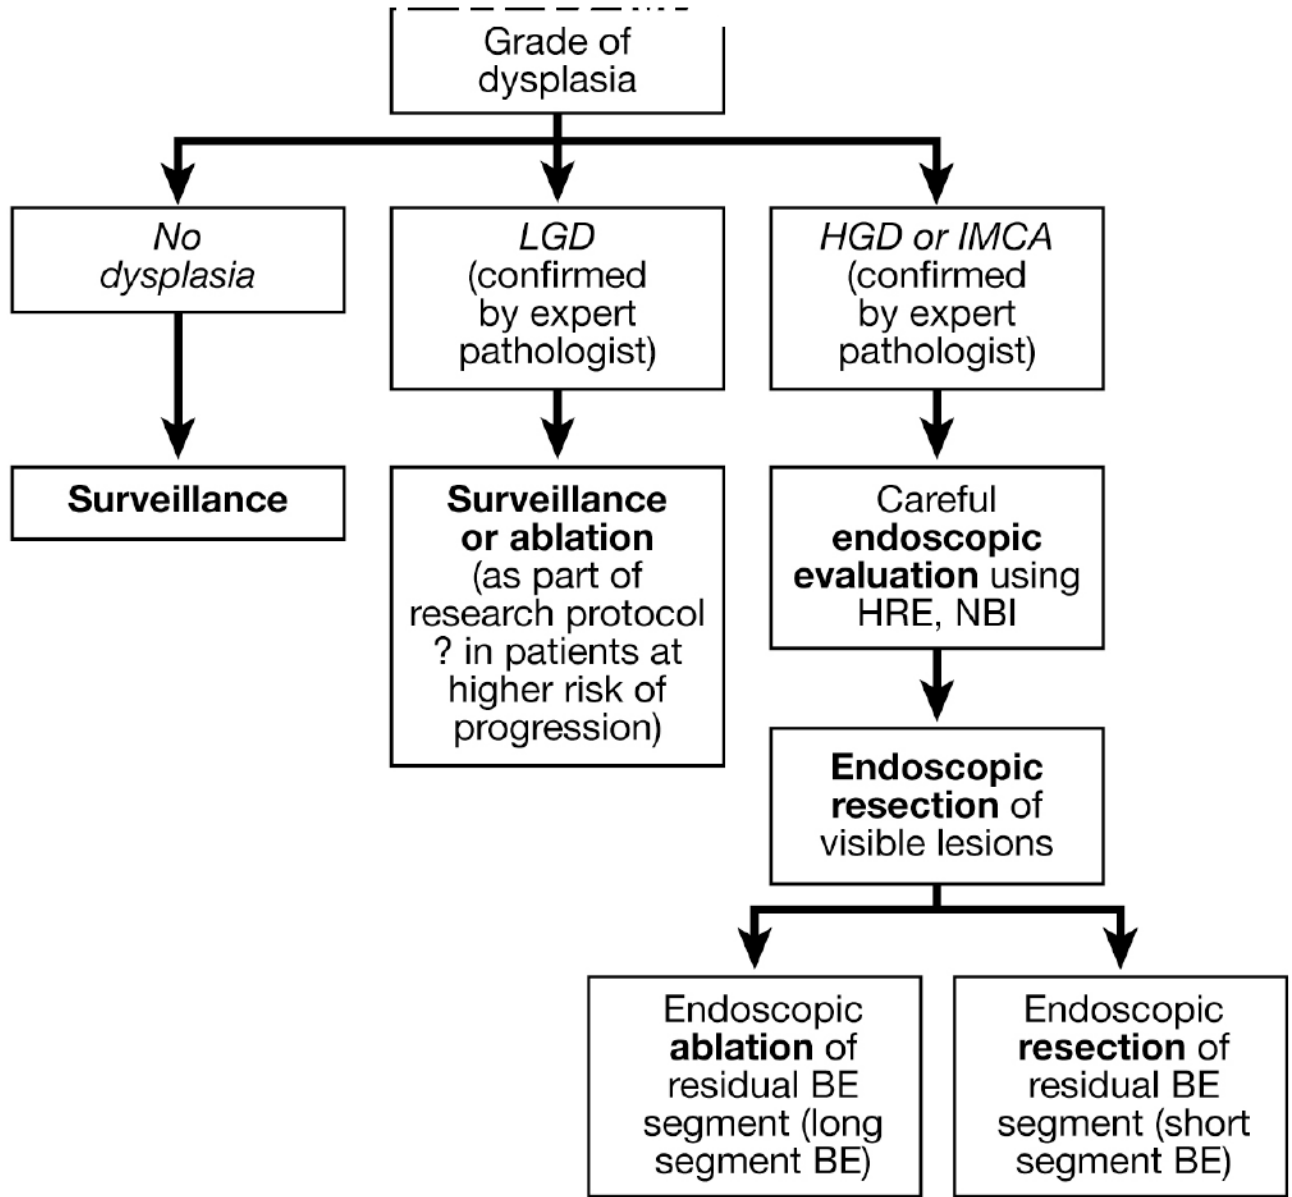 Grade of
dysplasia
No
dysplasia
LGD
(confirmed
by expert
pathologist)
HGD or IMCA
(confirmed
by expert
pathologist)
Surveillance
Surveillance
or ablation
(as part of
research protocol
? in patients at
higher risk of
progression)
Careful
endoscopic
evaluation using
HRE, NBI
Endoscopic
resection of
visible lesions
Endoscopic
ablation of
residual BE
segment (long
segment BE)
Endoscopic
resection of
residual BE
segment (short
segment BE)